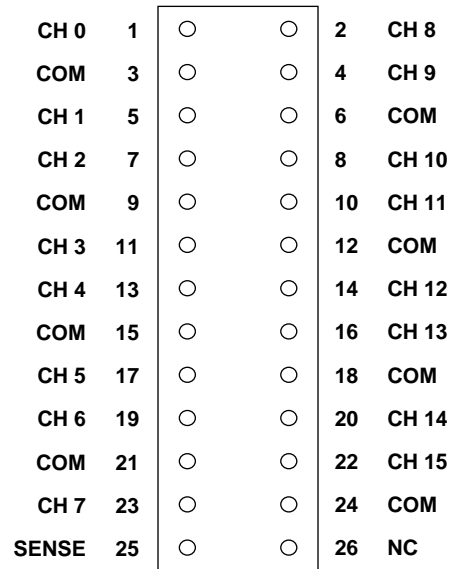 CH 0 1 2 CH 8
COM 3 4 CH 9
CH 1 5 6 COM
CH 2 7 8 CH 10
COM 9 10 CH 11
CH 3 11 12 COM
CH 4 13 14 CH 12
COM 15 16 CH 13
CH 5 17 18 COM
CH 6 19 20 CH 14
COM 21 22 CH 15
CH 7 23 24 COM
SENSE 25 26 NC